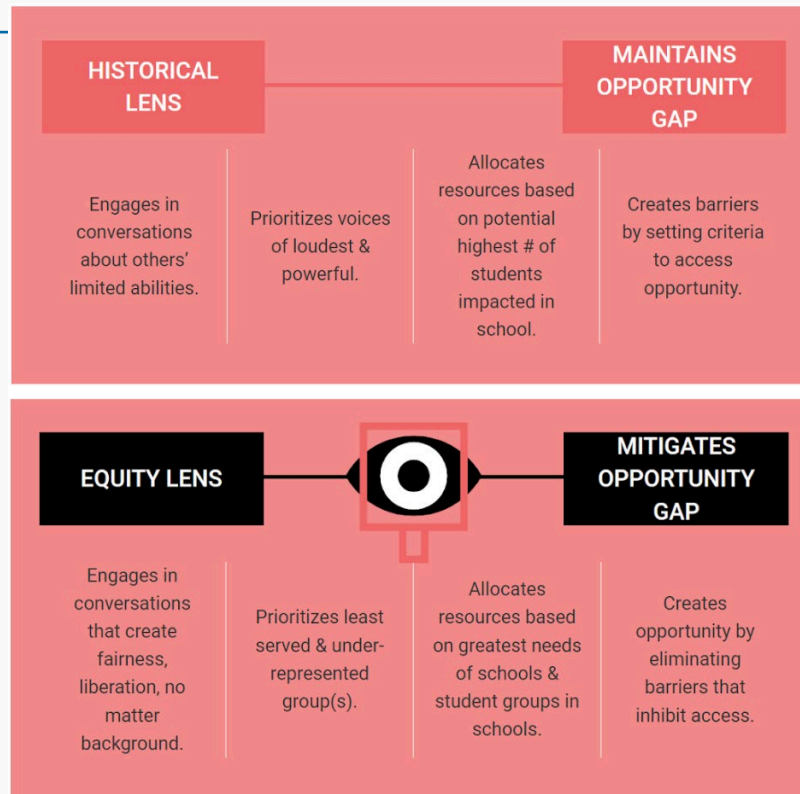 HISTORICAL
LENS
MAINTAINS
OPPORTUNITY
GAP
Engages in
conversations
about others’
limited abilities.
Prioritizes voices
of loudest &
powerful.
Allocates
resources based
on potential
highest # of
students
impacted in
school.
Creates barriers
by setting criteria
to access
opportunity.
EQUITY LENS
MITIGATES
OPPORTUNITY
GAP
Engages in
conversations
that create
fairness,
liberation, no
matter
background.
Prioritizes least
served & under-
represented
group(s).
Allocates
resources based
on greatest needs
of schools &
student groups in
schools.
Creates
opportunity by
eliminating
barriers that
inhibit access.